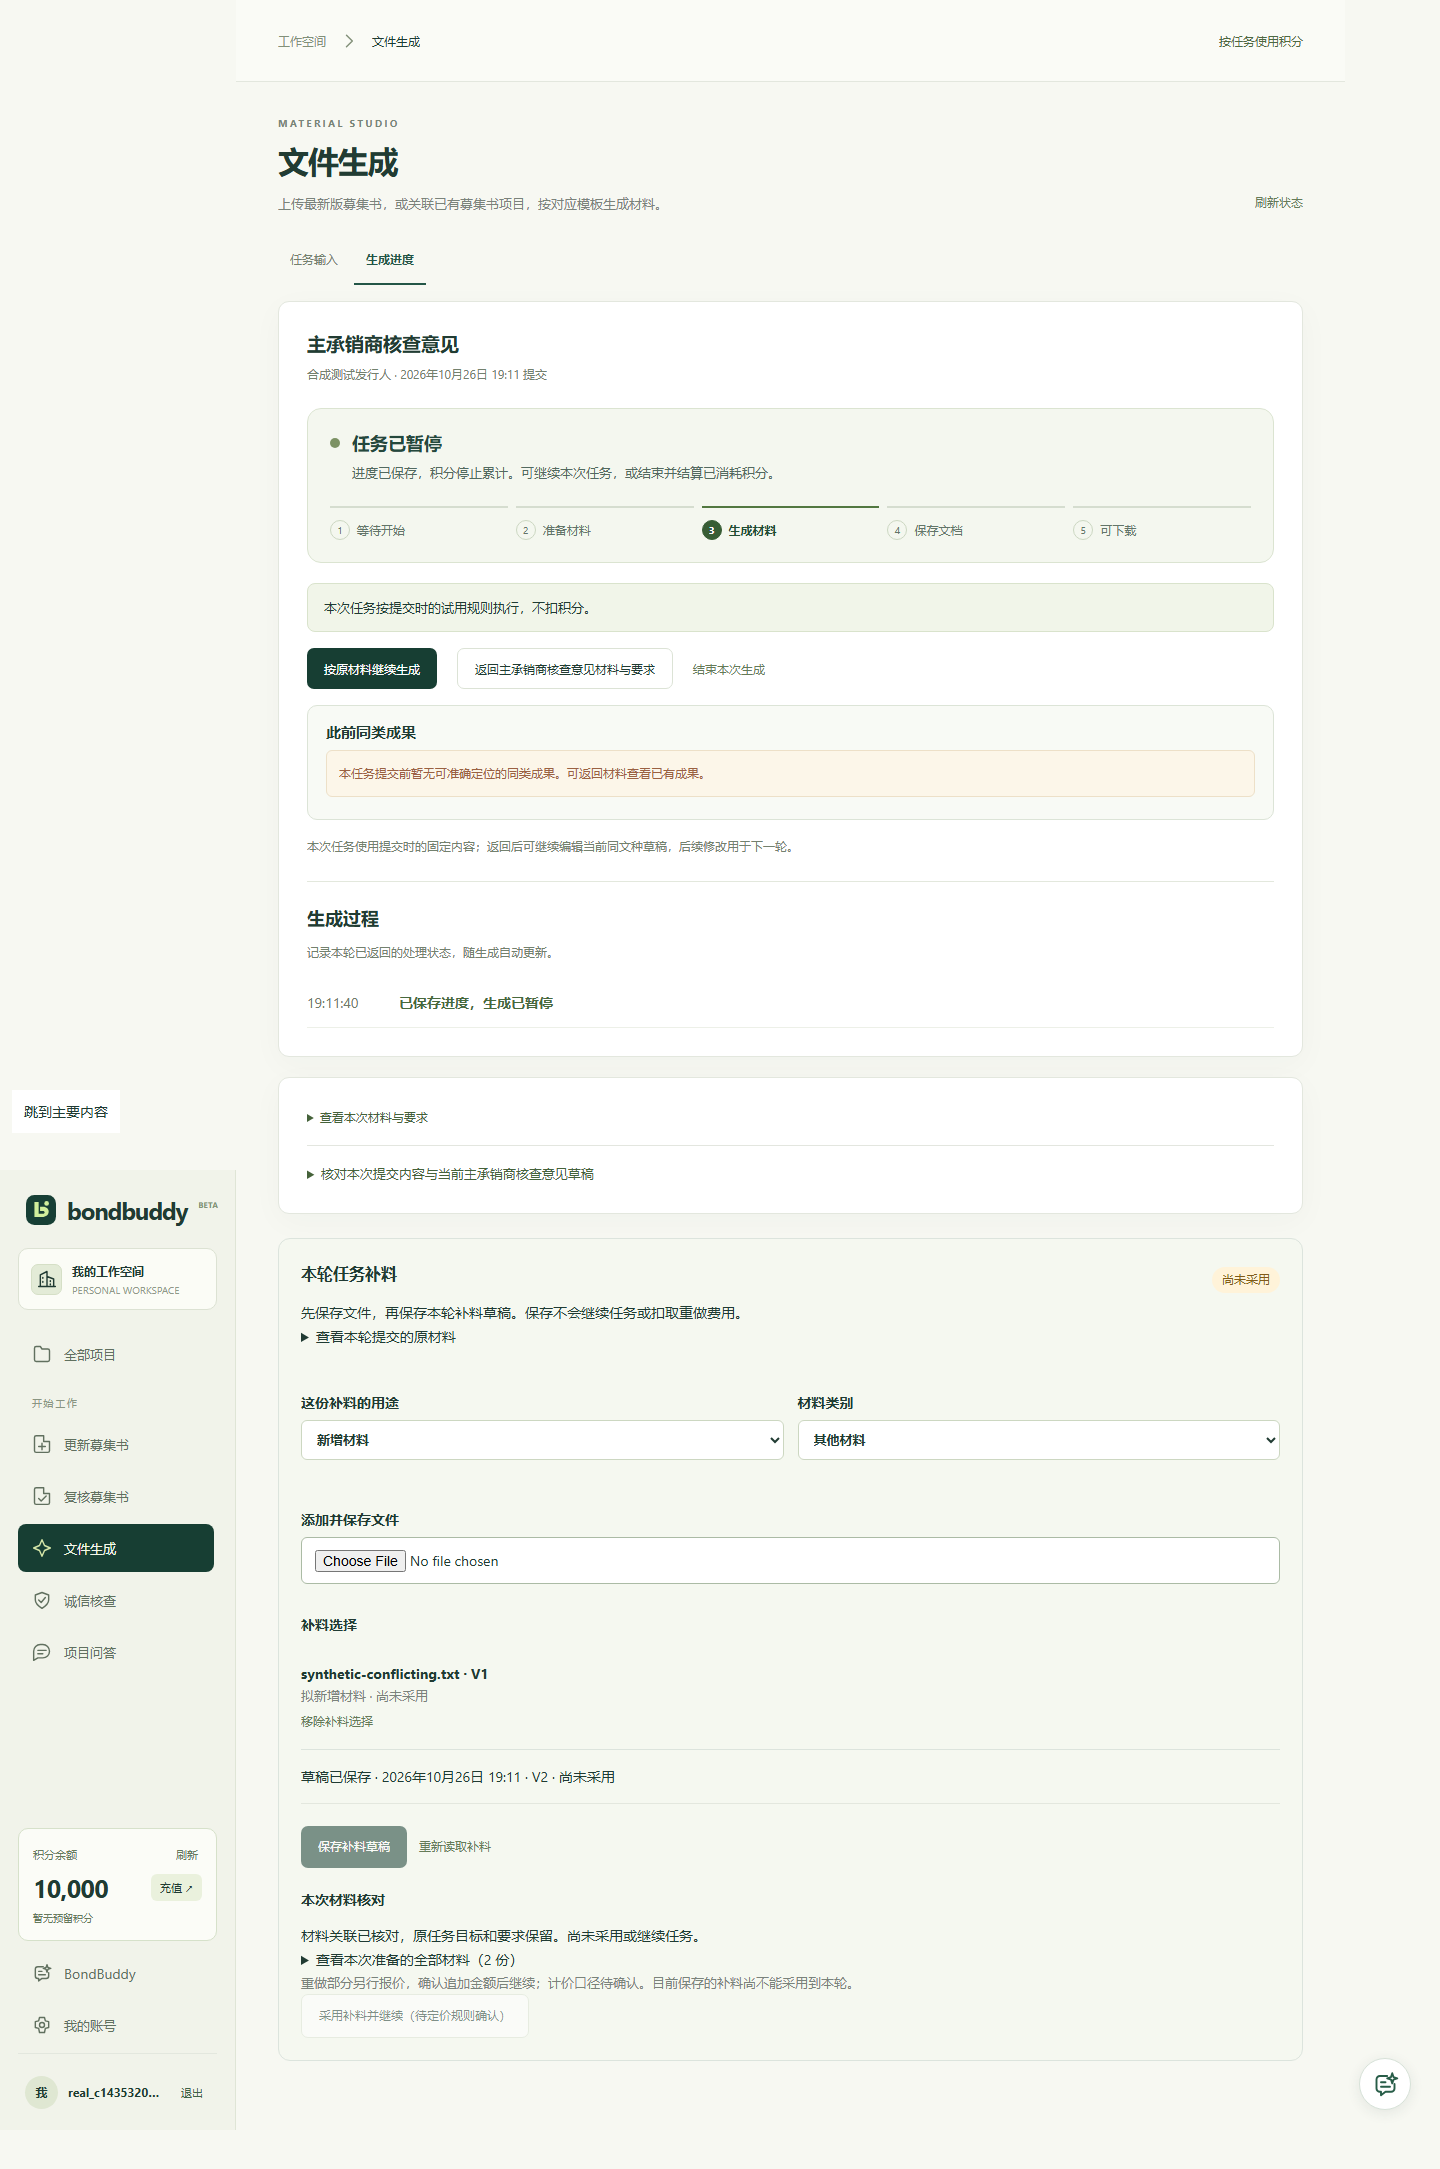 工作空间
文件生成
按任务使用积分
MATERIAL STUDIO
文件生成
上传最新版募集书，或关联已有募集书项目，按对应模板生成材料。
刷新状态
任务输入
生成进度
主承销商核查意见
合成测试发行人 · 2026年10月26日 19:11 提交
任务已暂停
进度已保存，积分停止累计。可继续本次任务，或结束并结算已消耗积分。
1 等待开始
2 准备材料
3 生成材料
4 保存文档
5 可下载
本次任务按提交时的试用规则执行，不扣积分。
按原材料继续生成
返回主承销商核查意见材料与要求
结束本次生成
此前同类成果
本任务提交前暂无可准确定位的同类成果。可返回材料查看已有成果。
本次任务使用提交时的固定内容；返回后可继续编辑当前同文种草稿，后续修改用于下一轮。
生成过程
记录本轮已返回的处理状态，随生成自动更新。
19:11:40 已保存进度，生成已暂停
查看本次材料与要求
核对本次提交内容与当前主承销商核查意见草稿
本轮任务补料
尚未采用
先保存文件，再保存本轮补料草稿。保存不会继续任务或扣取重做费用。
查看本轮提交的原材料
这份补料的用途
材料类别
新增材料
其他材料
添加并保存文件
Choose File No file chosen
补料选择
synthetic-conflicting.txt · V1
拟新增材料 · 尚未采用
移除补料选择
草稿已保存 · 2026年10月26日 19:11 · V2 · 尚未采用
保存补料草稿
重新读取补料
本次材料核对
材料关联已核对，原任务目标和要求保留。尚未采用或继续任务。
查看本次准备的全部材料（2 份）
重做部分另行报价，确认追加金额后继续；计价口径待确认。目前保存的补料尚不能采用到本轮。
采用补料并继续（待定价规则确认）
跳到主要内容
bondbuddy BETA
我的工作空间
PERSONAL WORKSPACE
全部项目
开始工作
更新募集书
复核募集书
文件生成
诚信核查
项目问答
积分余额
刷新
10,000
充值 ↗
暂无预留积分
BondBuddy
我的账号
我 real_c1435320... 退出